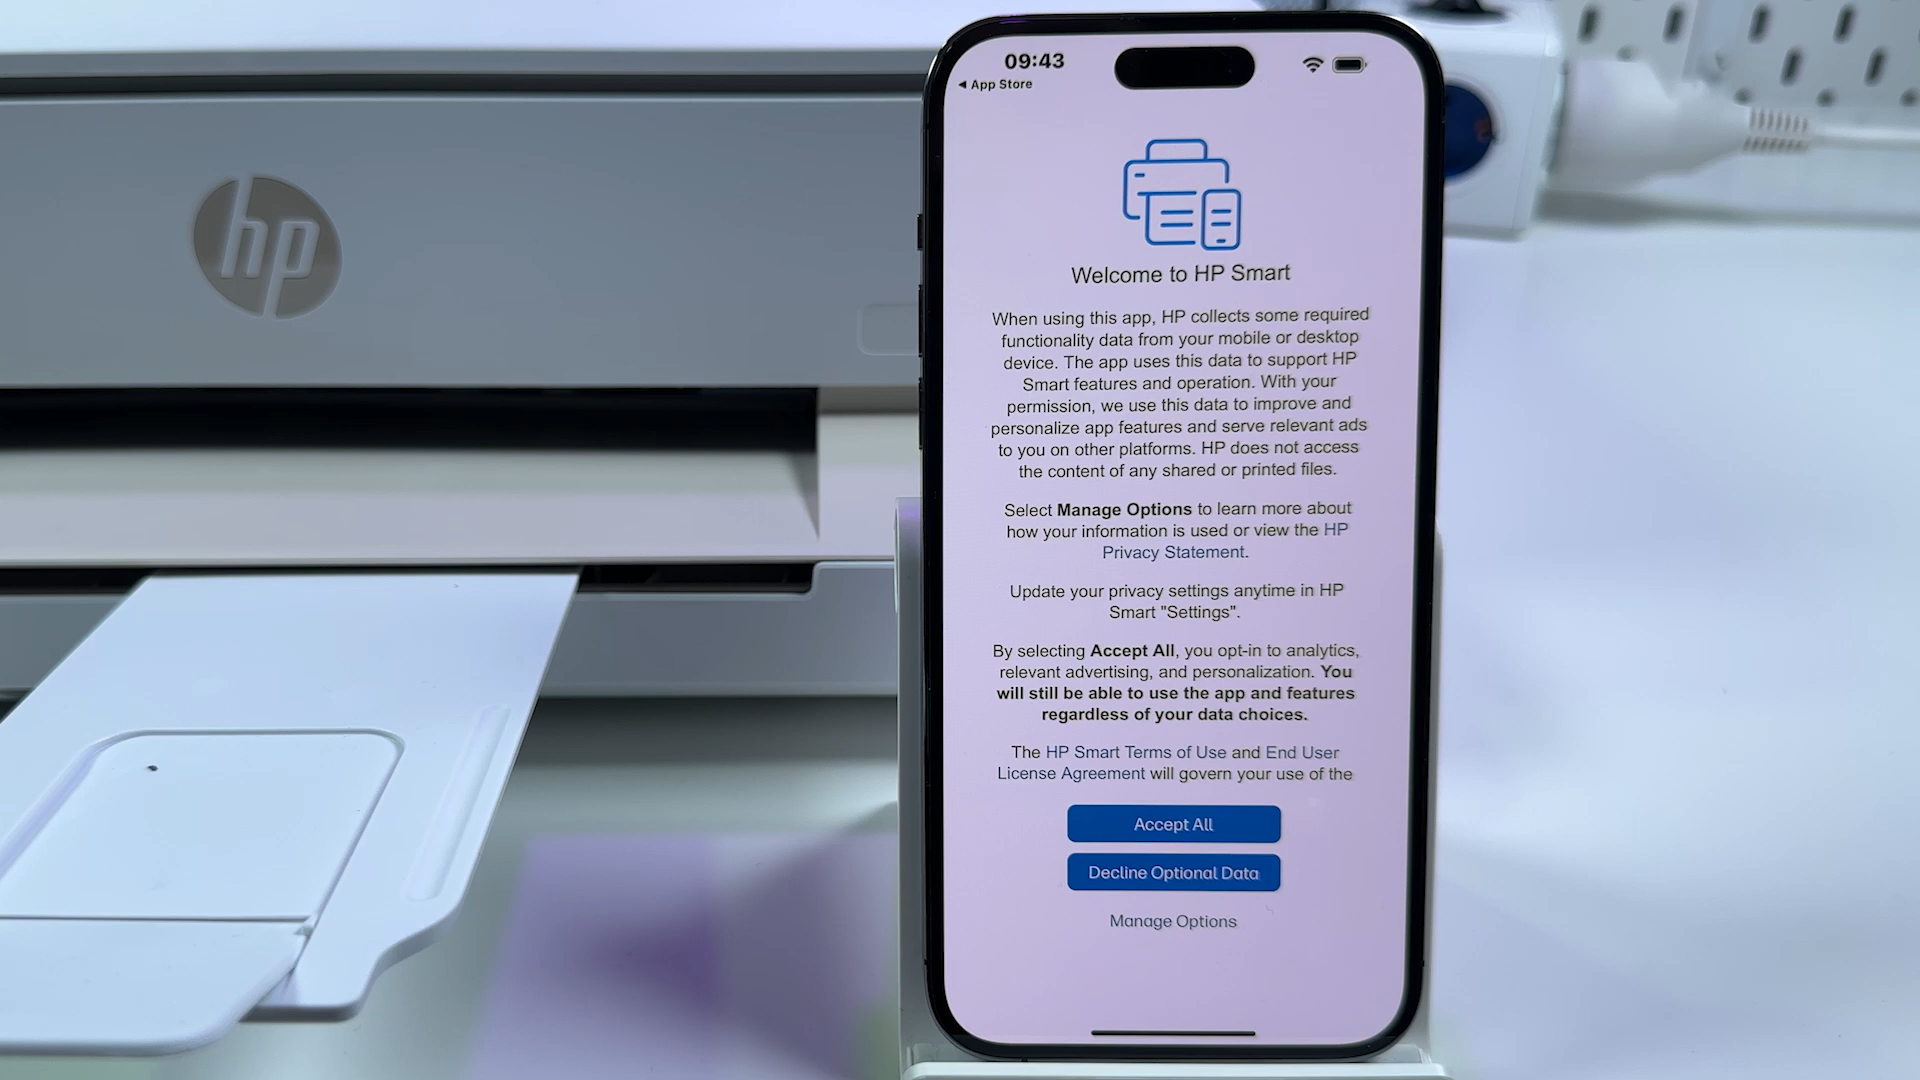 hp
09:43
◀ App Store
Welcome to HP Smart
When using this app, HP collects some required
functionality data from your mobile or desktop
device. The app uses this data to support HP
Smart features and operation. With your
permission, we use this data to improve and
personalize app features and serve relevant ads
to you on other platforms. HP does not access
the content of any shared or printed files.
Select Manage Options to learn more about
how your information is used or view the HP
Privacy Statement.
Update your privacy settings anytime in HP
Smart "Settings".
By selecting Accept All, you opt-in to analytics,
relevant advertising, and personalization. You
will still be able to use the app and features
regardless of your data choices.
The HP Smart Terms of Use and End User
License Agreement will govern your use of the
Accept All
Decline Optional Data
Manage Options